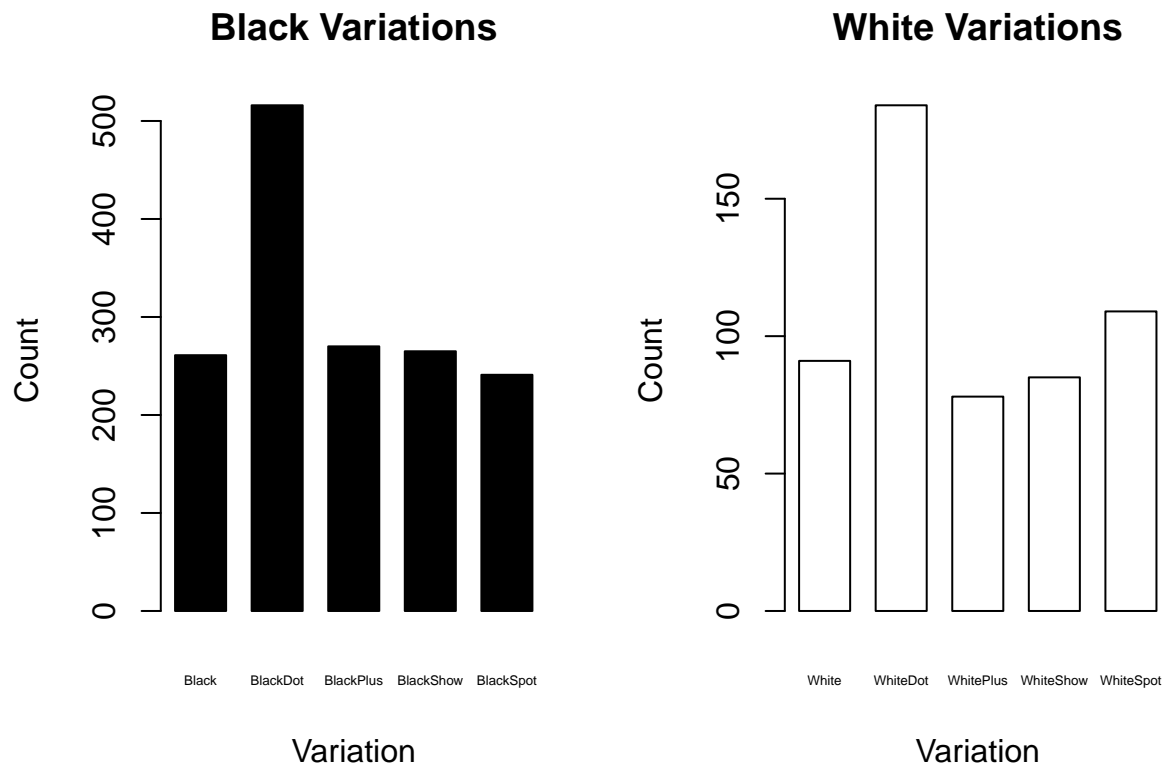 Black Variations
Count
500
400
300
200
100
0
Black BlackDot BlackPlus BlackShow BlackSpot
Variation
White Variations
Count
150
100
50
0
White WhiteDot WhitePlus WhiteShow WhiteSpot
Variation